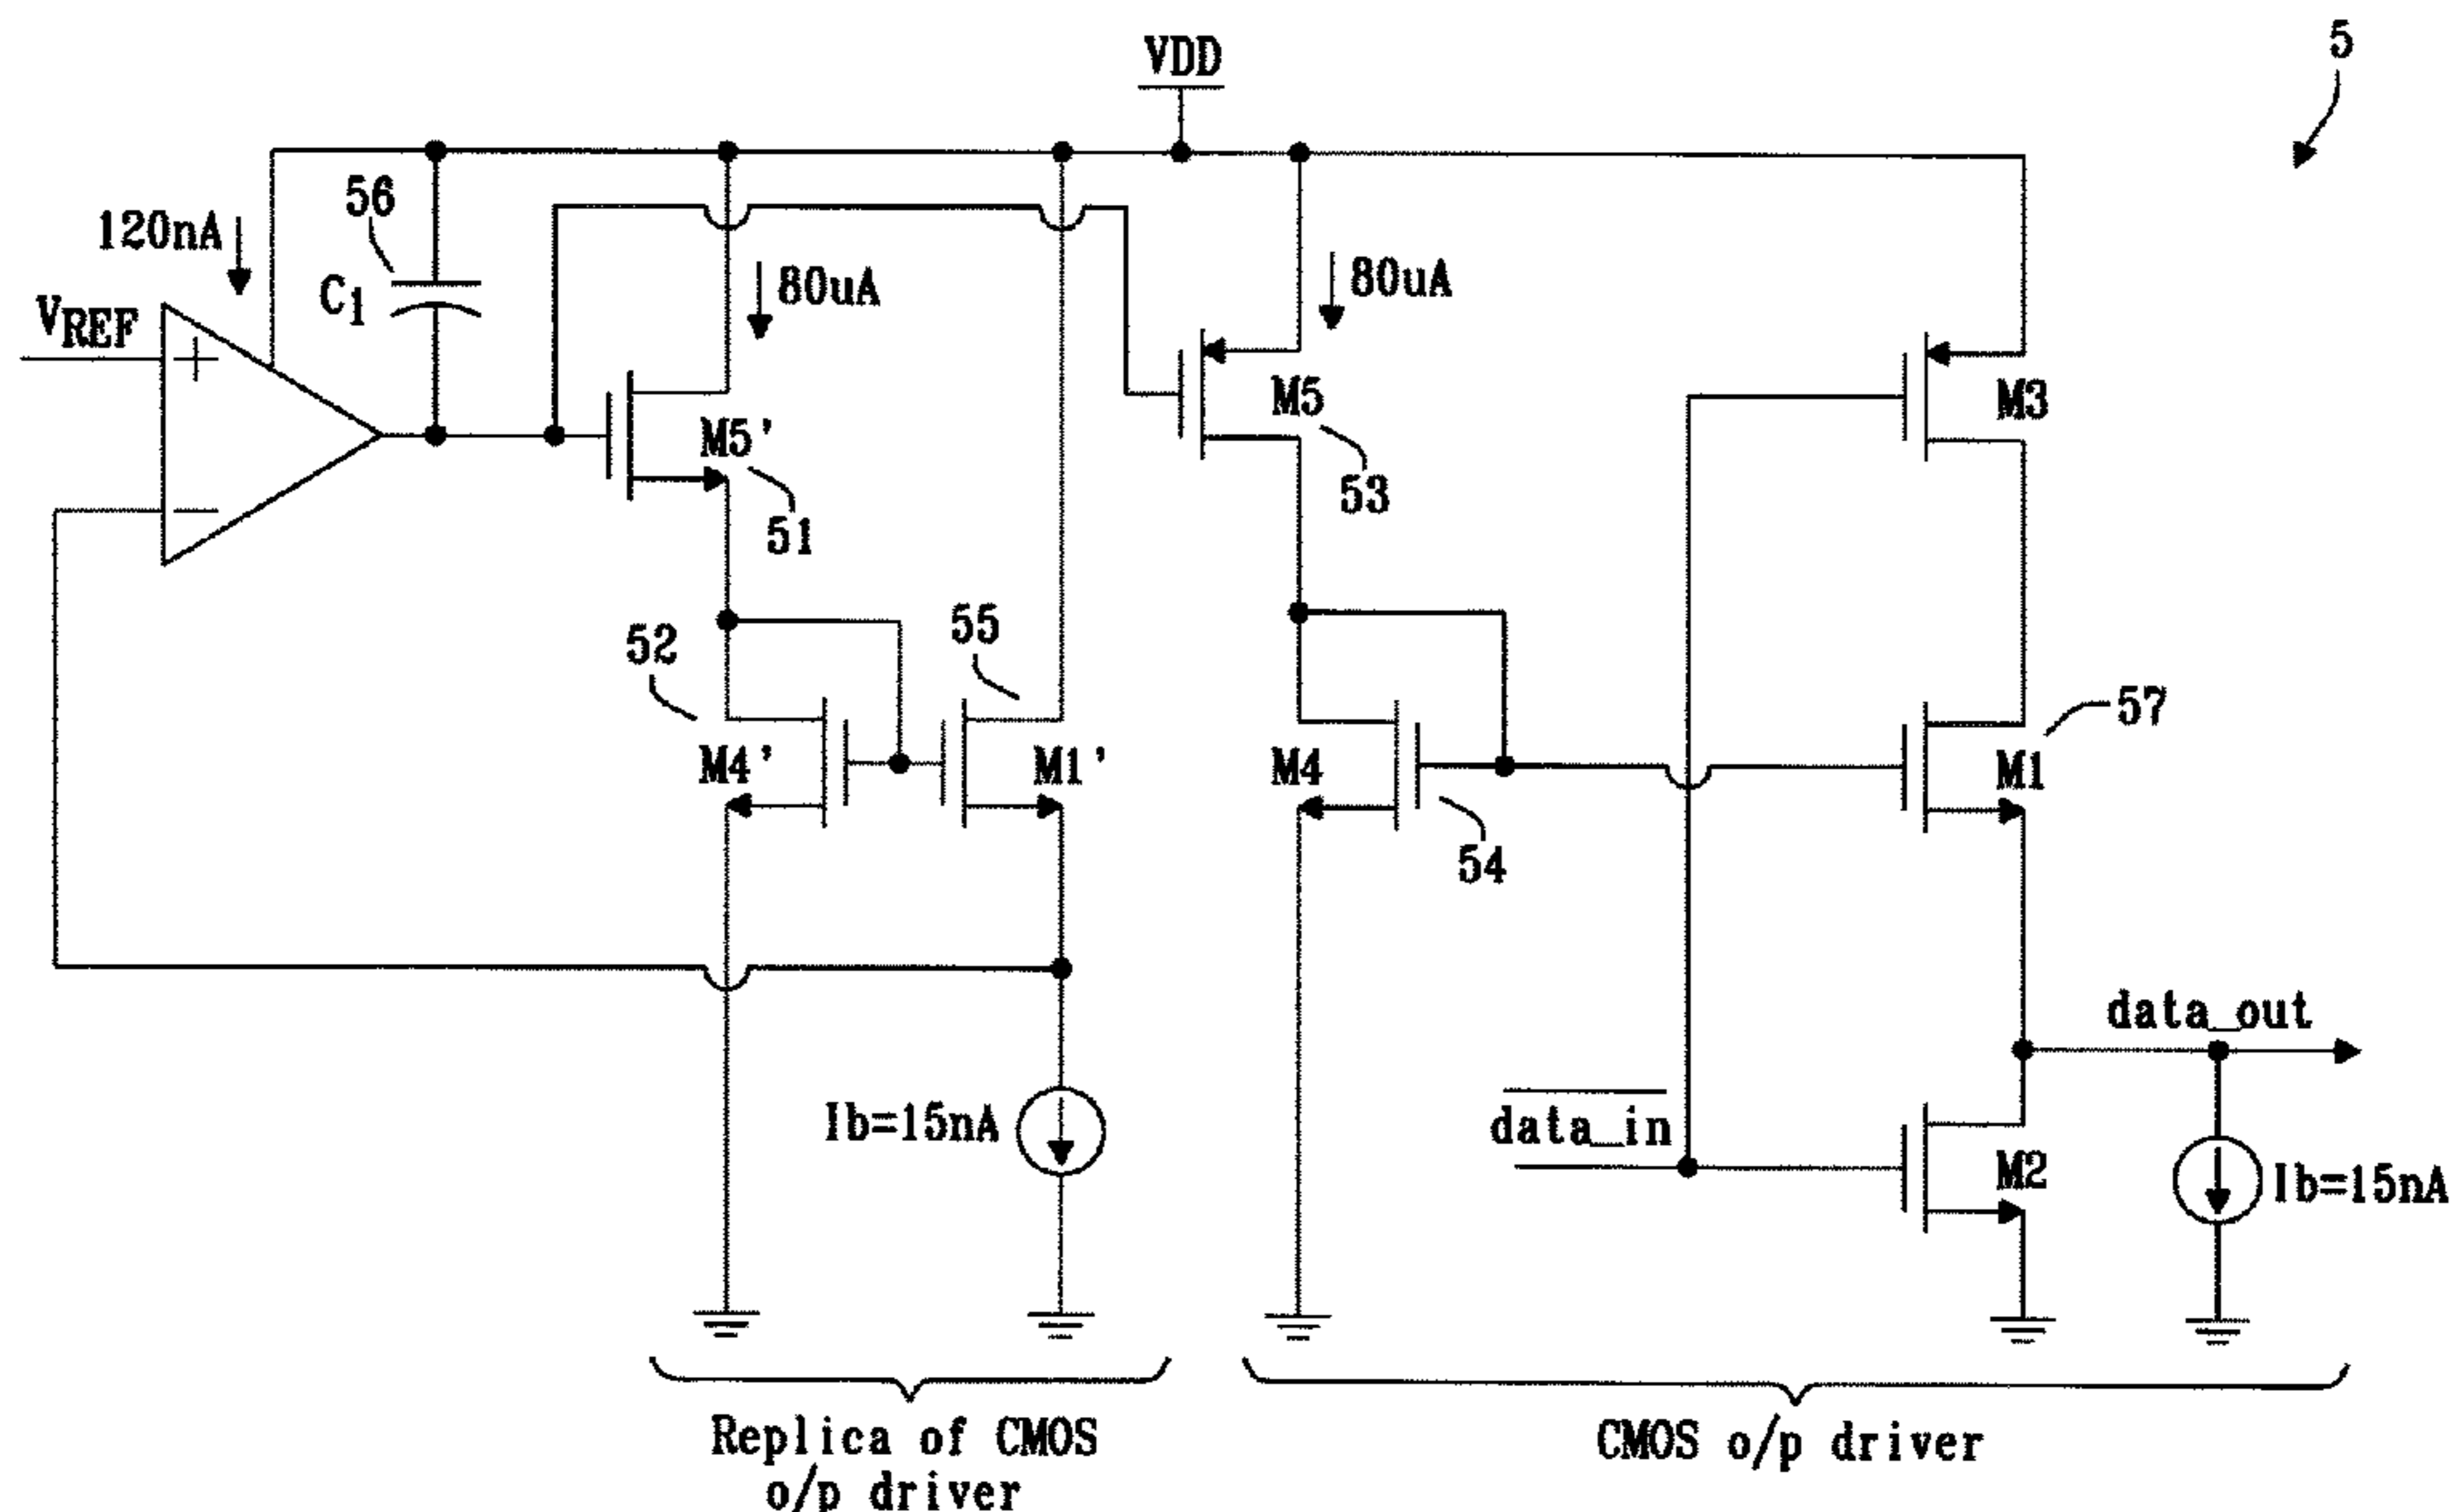 5
VDD
56
120nA
C1
VREF
+
−
80uA
80uA
M5'
51
M5
53
M3
52
55
M4'
M1'
M4
54
M1
57
data_out
Ib=15nA
data_in
M2
Ib=15nA
Replica of CMOS
o/p driver
CMOS o/p driver